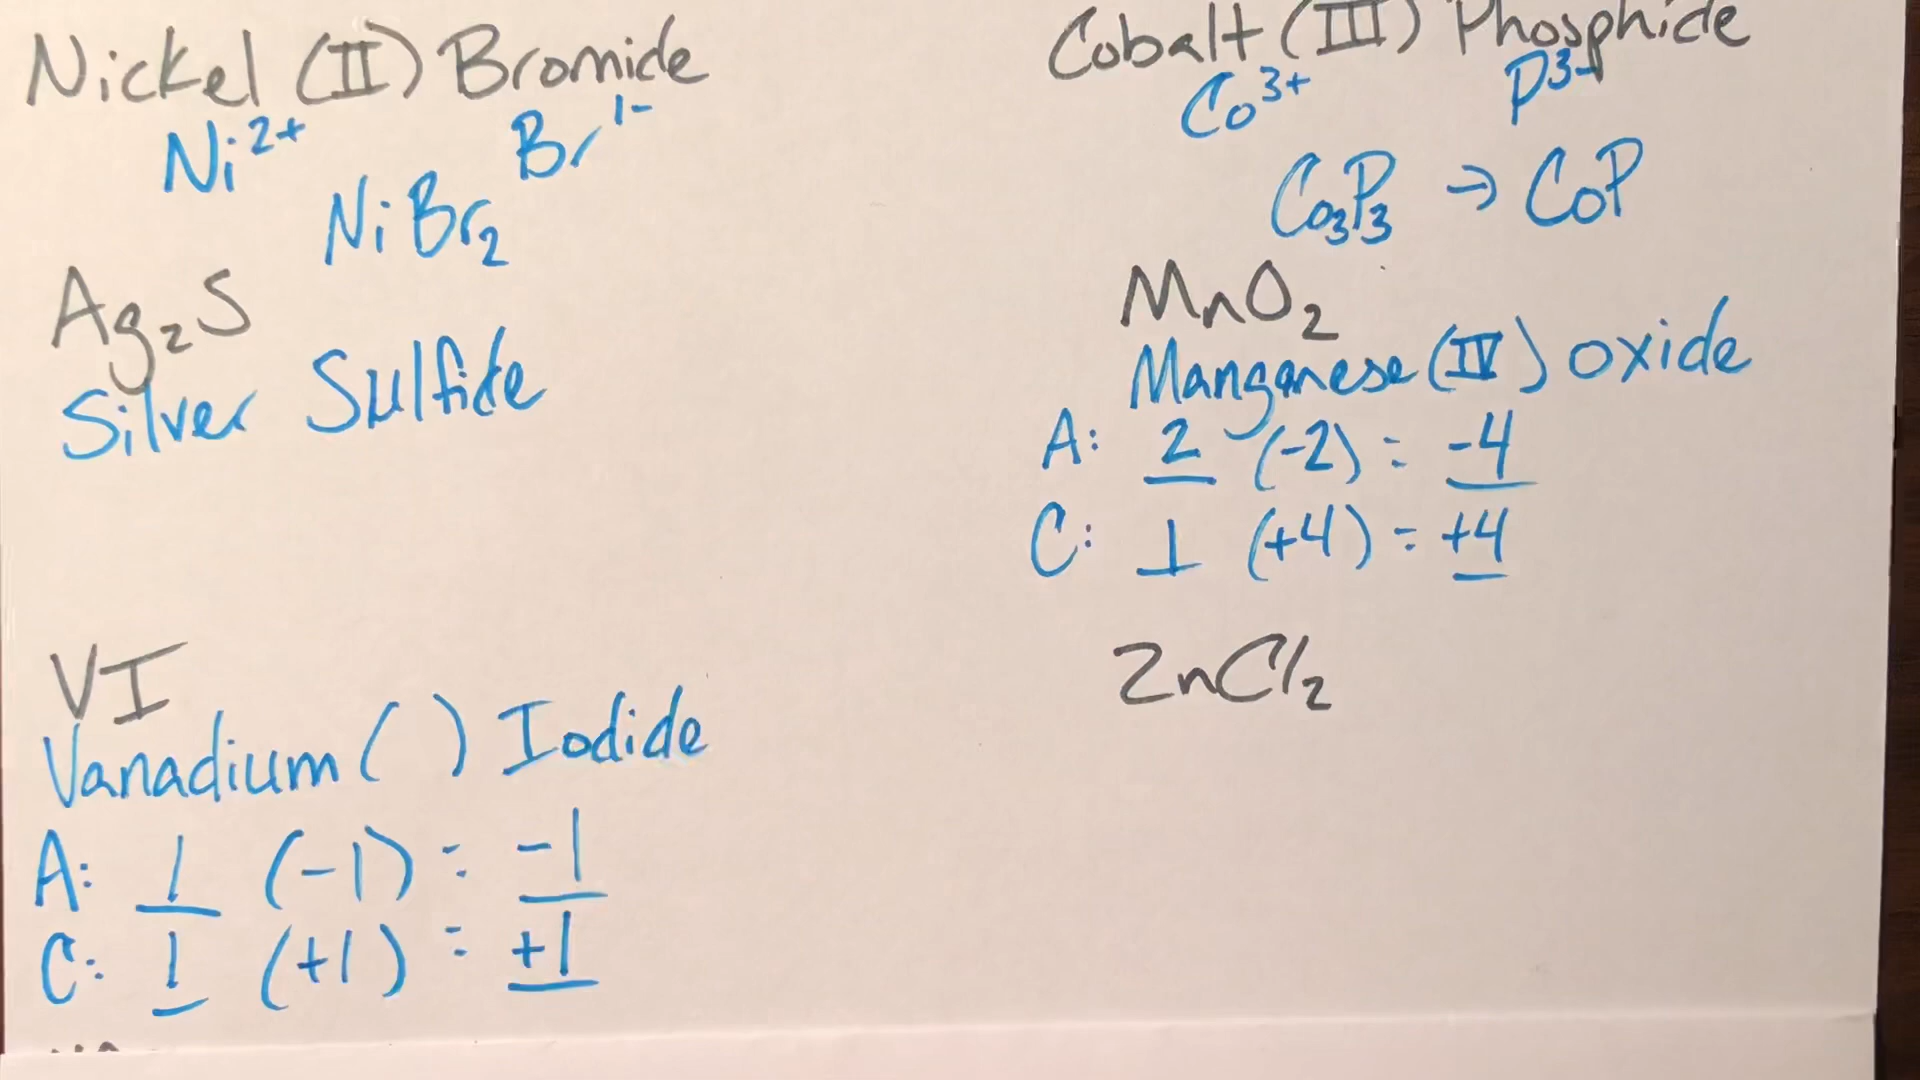 Nickel (II) Bromide
Ni²⁺ Br¹⁻
NiBr₂
Ag₂S
Silver Sulfide
VI
Vanadium ( ) Iodide
A: 1 (-1) = -1
C: 1 (+1) = +1
Cobalt (III) Phosphide
Co³⁺ P³⁻
Co₃P₃ → CoP
MnO₂
Manganese (IV) oxide
A: 2 (-2) = -4
C: 1 (+4) = +4
ZnCl₂